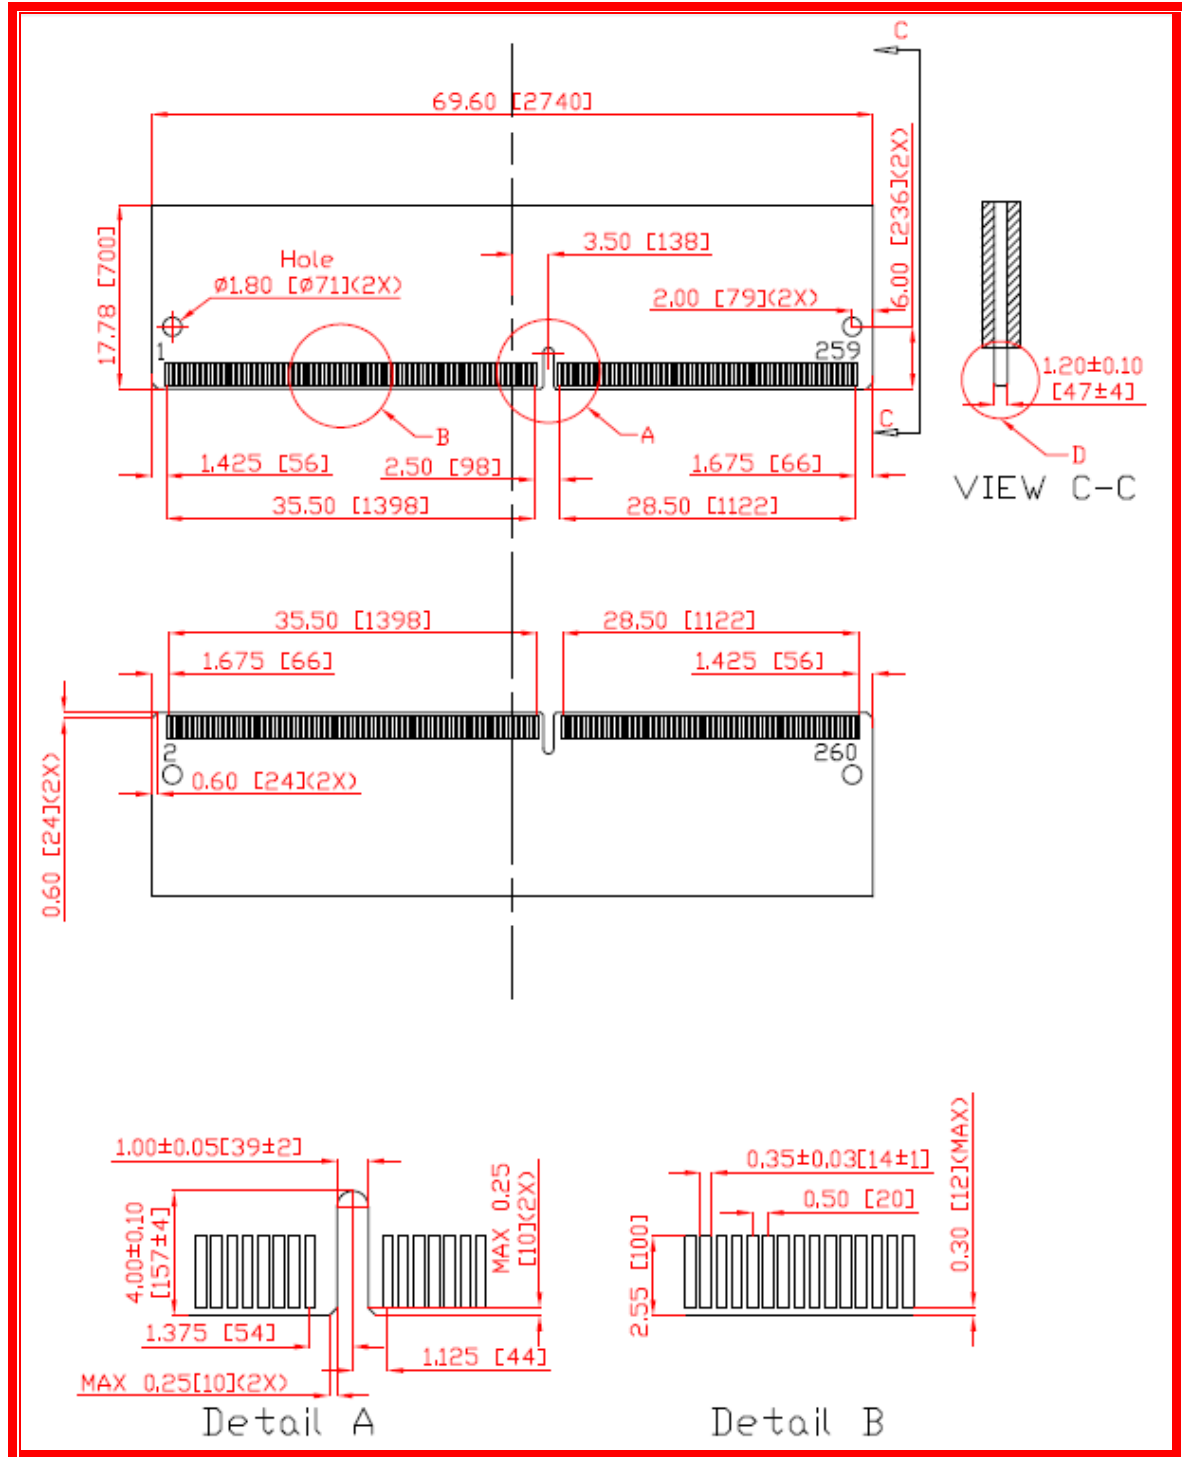 C
69.60 [2740]
6.00 [236](2X)
3.50 [138]
Hole
Ø1.80 [Ø71](2X)
2.00 [79](2X)
17.78 [700]
1
259
1.20±0.10
[47±4]
C
B
A
D
1.425 [56]
2.50 [98]
1.675 [66]
VIEW C-C
35.50 [1398]
28.50 [1122]
35.50 [1398]
28.50 [1122]
1.675 [66]
1.425 [56]
2
260
0.60 [24](2X)
0.60 [24](2X)
1.00±0.05[39±2]
0.35±0.03[14±1]
0.30 [12](MAX)
MAX 0.25
[10](2X)
0.50 [20]
4.00±0.10
[157±4]
2.55 [100]
1.375 [54]
1.125 [44]
MAX 0.25[10](2X)
Detail A
Detail B